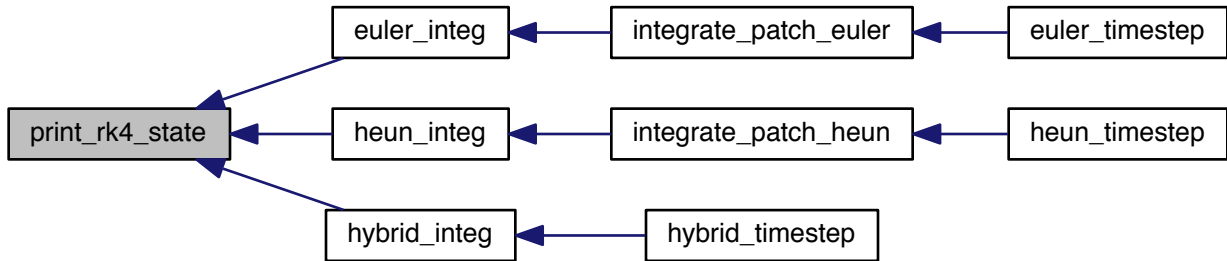 euler_integ
integrate_patch_euler
euler_timestep
print_rk4_state
heun_integ
integrate_patch_heun
heun_timestep
hybrid_integ
hybrid_timestep